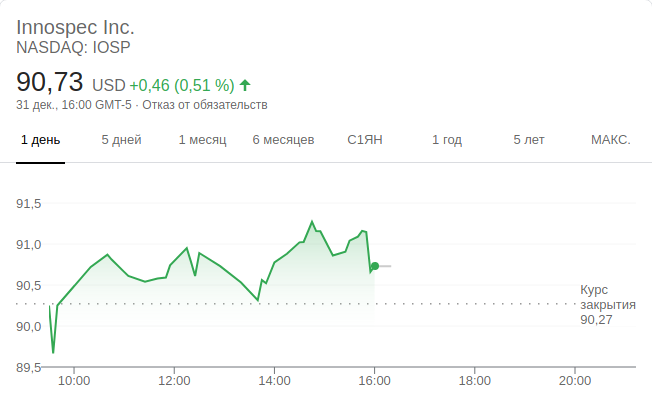 Innospec Inc.
NASDAQ: IOSP
90,73 USD +0,46 (0,51 %)
31 дек., 16:00 GMT-5 · Отказ от обязательств
1 день 5 дней 1 месяц 6 месяцев С1ЯН 1 год 5 лет МАКС.
91,5
91,0
90,5
90,0
89,5
Курс
закрытия
90,27
10:00 12:00 14:00 16:00 18:00 20:00